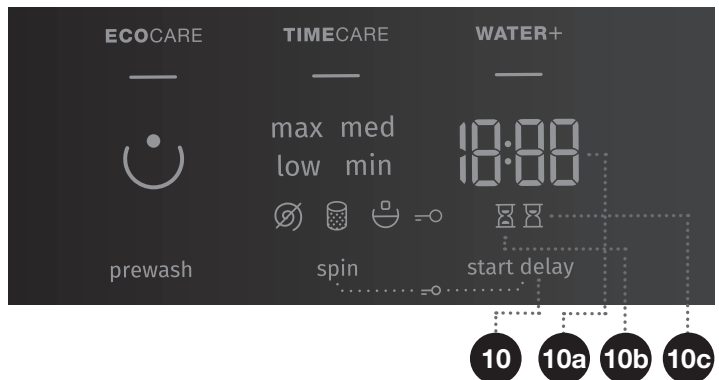 ECOCARE TIMECARE WATER+
max med
low min
18:88
prewash spin start delay
10 10a 10b 10c